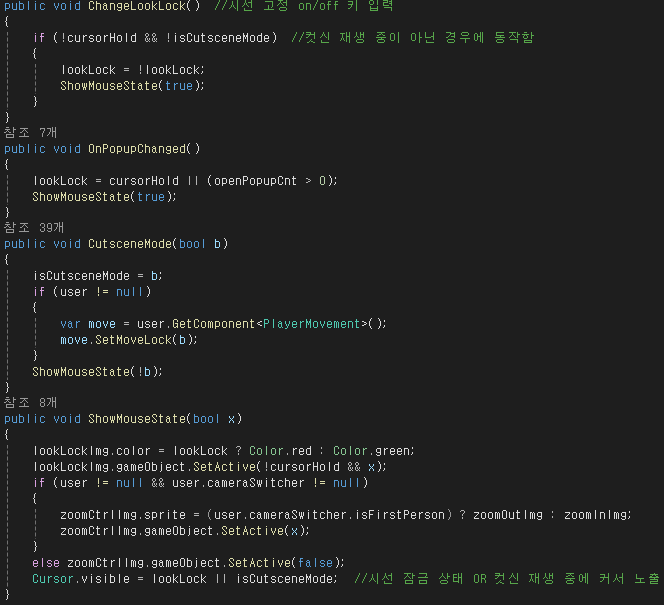 public void ChangeLookLock()  //시선 고정 on/off 키 입력
{
    if (!cursorHold && !isCutsceneMode)  //컷신 재생 중이 아닌 경우에 동작함
    {
        lookLock = !lookLock;
        ShowMouseState(true);
    }
}
참조 7개
public void OnPopupChanged()
{
    lookLock = cursorHold || (openPopupCnt > 0);
    ShowMouseState(true);
}
참조 39개
public void CutsceneMode(bool b)
{
    isCutsceneMode = b;
    if (user != null)
    {
        var move = user.GetComponent<PlayerMovement>();
        move.SetMoveLock(b);
    }
    ShowMouseState(!b);
}
참조 8개
public void ShowMouseState(bool x)
{
    lookLockImg.color = lookLock ? Color.red : Color.green;
    lookLockImg.gameObject.SetActive(!cursorHold && x);
    if (user != null && user.cameraSwitcher != null)
    {
        zoomCtrlImg.sprite = (user.cameraSwitcher.isFirstPerson) ? zoomOutImg : zoomInImg;
        zoomCtrlImg.gameObject.SetActive(x);
    }
    else zoomCtrlImg.gameObject.SetActive(false);
    Cursor.visible = lookLock || isCutsceneMode;  //시선 잠금 상태 OR 컷신 재생 중에 커서 노출
}